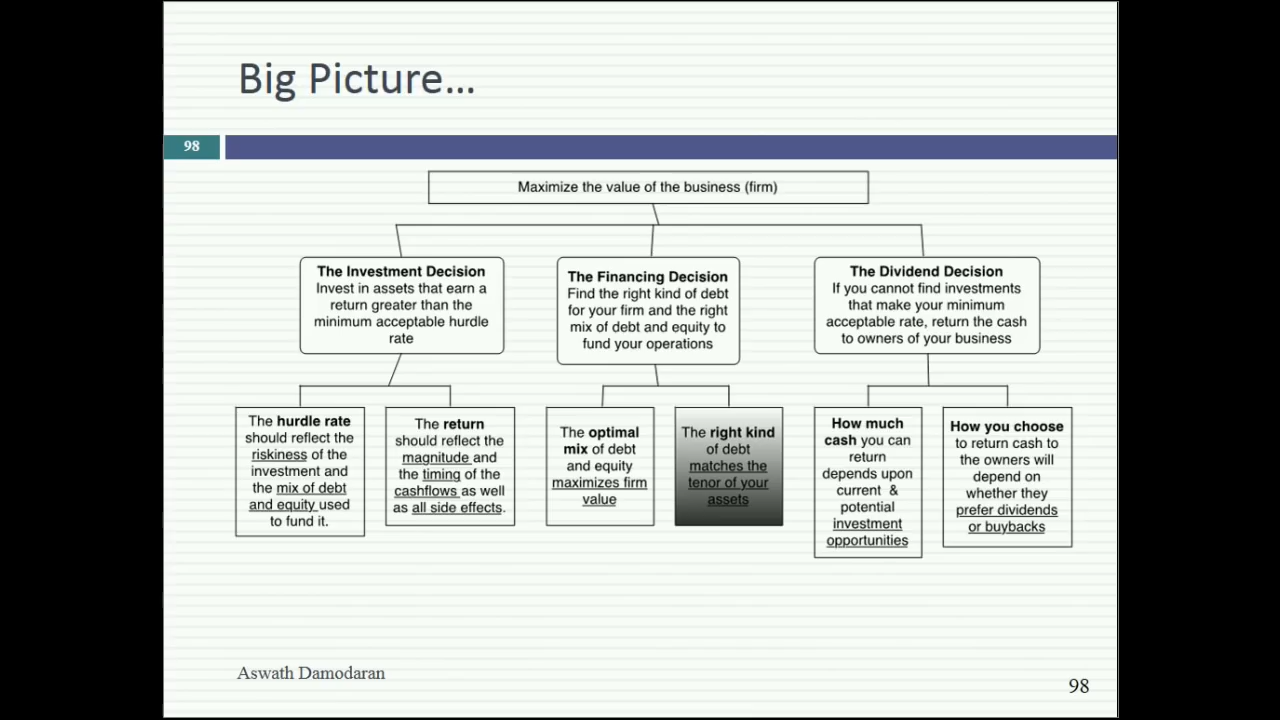 Big Picture...
98
Maximize the value of the business (firm)
The Investment Decision
Invest in assets that earn a
return greater than the
minimum acceptable hurdle
rate
The Financing Decision
Find the right kind of debt
for your firm and the right
mix of debt and equity to
fund your operations
The Dividend Decision
If you cannot find investments
that make your minimum
acceptable rate, return the cash
to owners of your business
The hurdle rate
should reflect the
riskiness of the
investment and
the mix of debt
and equity used
to fund it.
The return
should reflect the
magnitude and
the timing of the
cashflows as well
as all side effects.
The optimal
mix of debt
and equity
maximizes firm
value
The right kind
of debt
matches the
tenor of your
assets
How much
cash you can
return
depends upon
current &
potential
investment
opportunities
How you choose
to return cash to
the owners will
depend on
whether they
prefer dividends
or buybacks
Aswath Damodaran
98